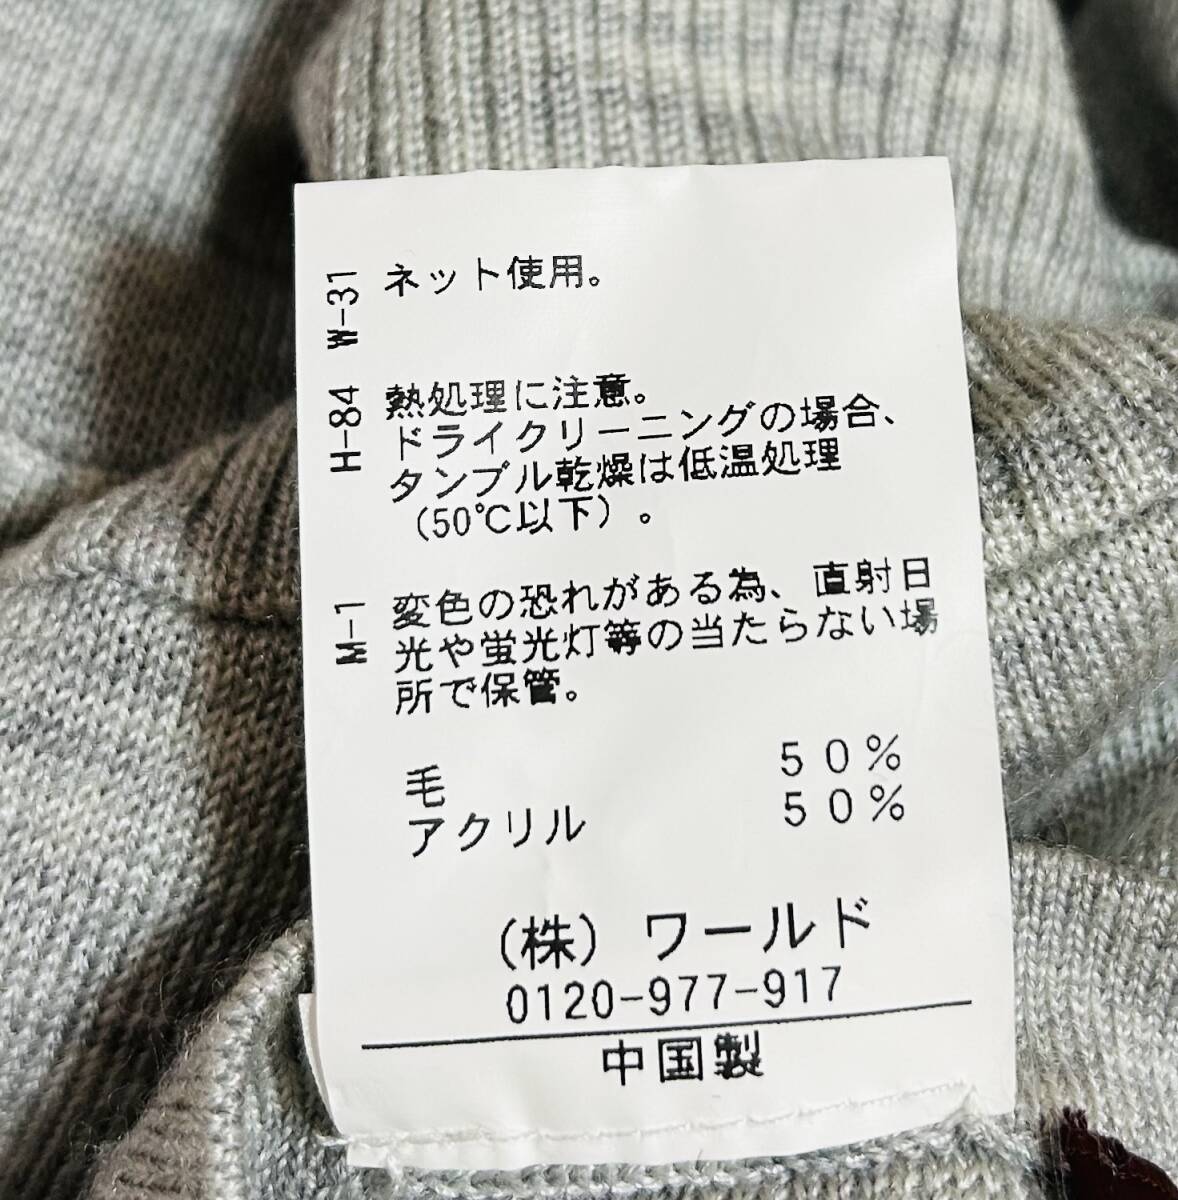 W-31
ネット使用。
H-84
熱処理に注意。
ドライクリーニングの場合、
タンブル乾燥は低温処理
（50℃以下）。
M-1
変色の恐れがある為、直射日
光や蛍光灯等の当たらない場
所で保管。
毛 50%
アクリル 50%
（株）ワールド
0120-977-917
中国製